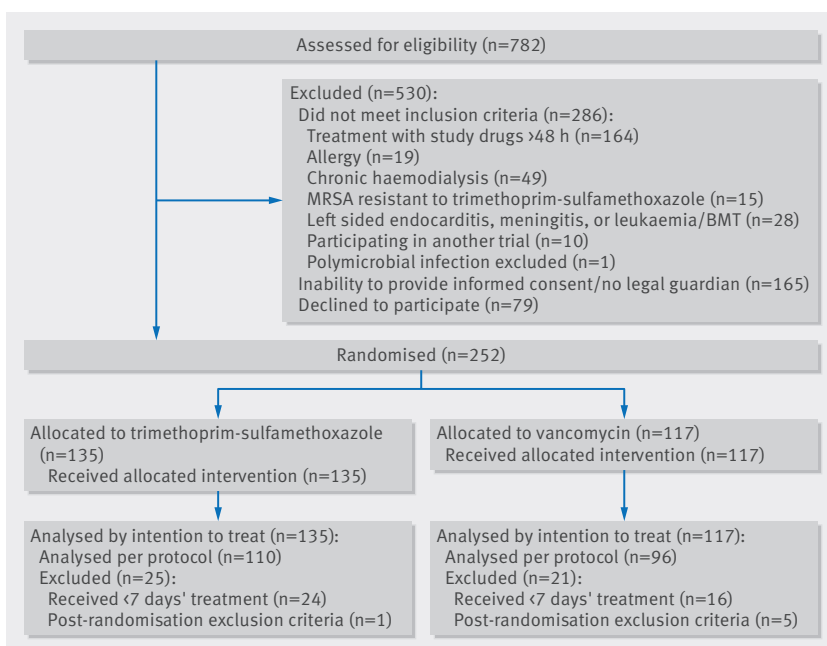 Assessed for eligibility (n=782)
Excluded (n=530):
Did not meet inclusion criteria (n=286):
Treatment with study drugs >48 h (n=164)
Allergy (n=19)
Chronic haemodialysis (n=49)
MRSA resistant to trimethoprim-sulfamethoxazole (n=15)
Left sided endocarditis, meningitis, or leukaemia/BMT (n=28)
Participating in another trial (n=10)
Polymicrobial infection excluded (n=1)
Inability to provide informed consent/no legal guardian (n=165)
Declined to participate (n=79)
Randomised (n=252)
Allocated to trimethoprim-sulfamethoxazole
(n=135)
Received allocated intervention (n=135)
Allocated to vancomycin (n=117)
Received allocated intervention (n=117)
Analysed by intention to treat (n=135):
Analysed per protocol (n=110)
Excluded (n=25):
Received <7 days' treatment (n=24)
Post-randomisation exclusion criteria (n=1)
Analysed by intention to treat (n=117):
Analysed per protocol (n=96)
Excluded (n=21):
Received <7 days' treatment (n=16)
Post-randomisation exclusion criteria (n=5)